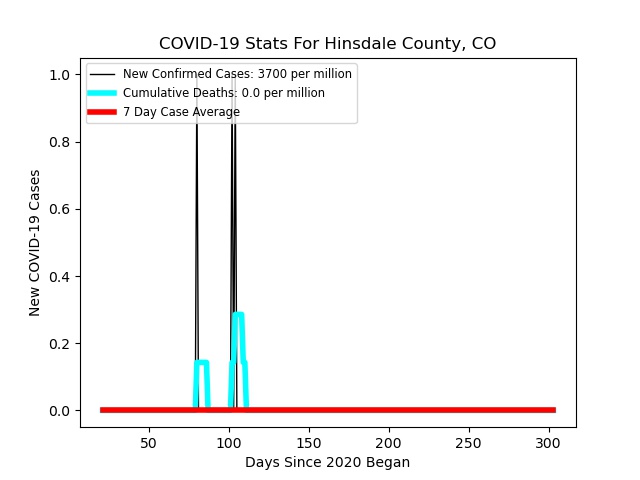 COVID-19 Stats For Hinsdale County, CO
New Confirmed Cases: 3700 per million
Cumulative Deaths: 0.0 per million
7 Day Case Average
1.0
0.8
0.6
0.4
0.2
0.0
New COVID-19 Cases
50
100
150
200
250
300
Days Since 2020 Began